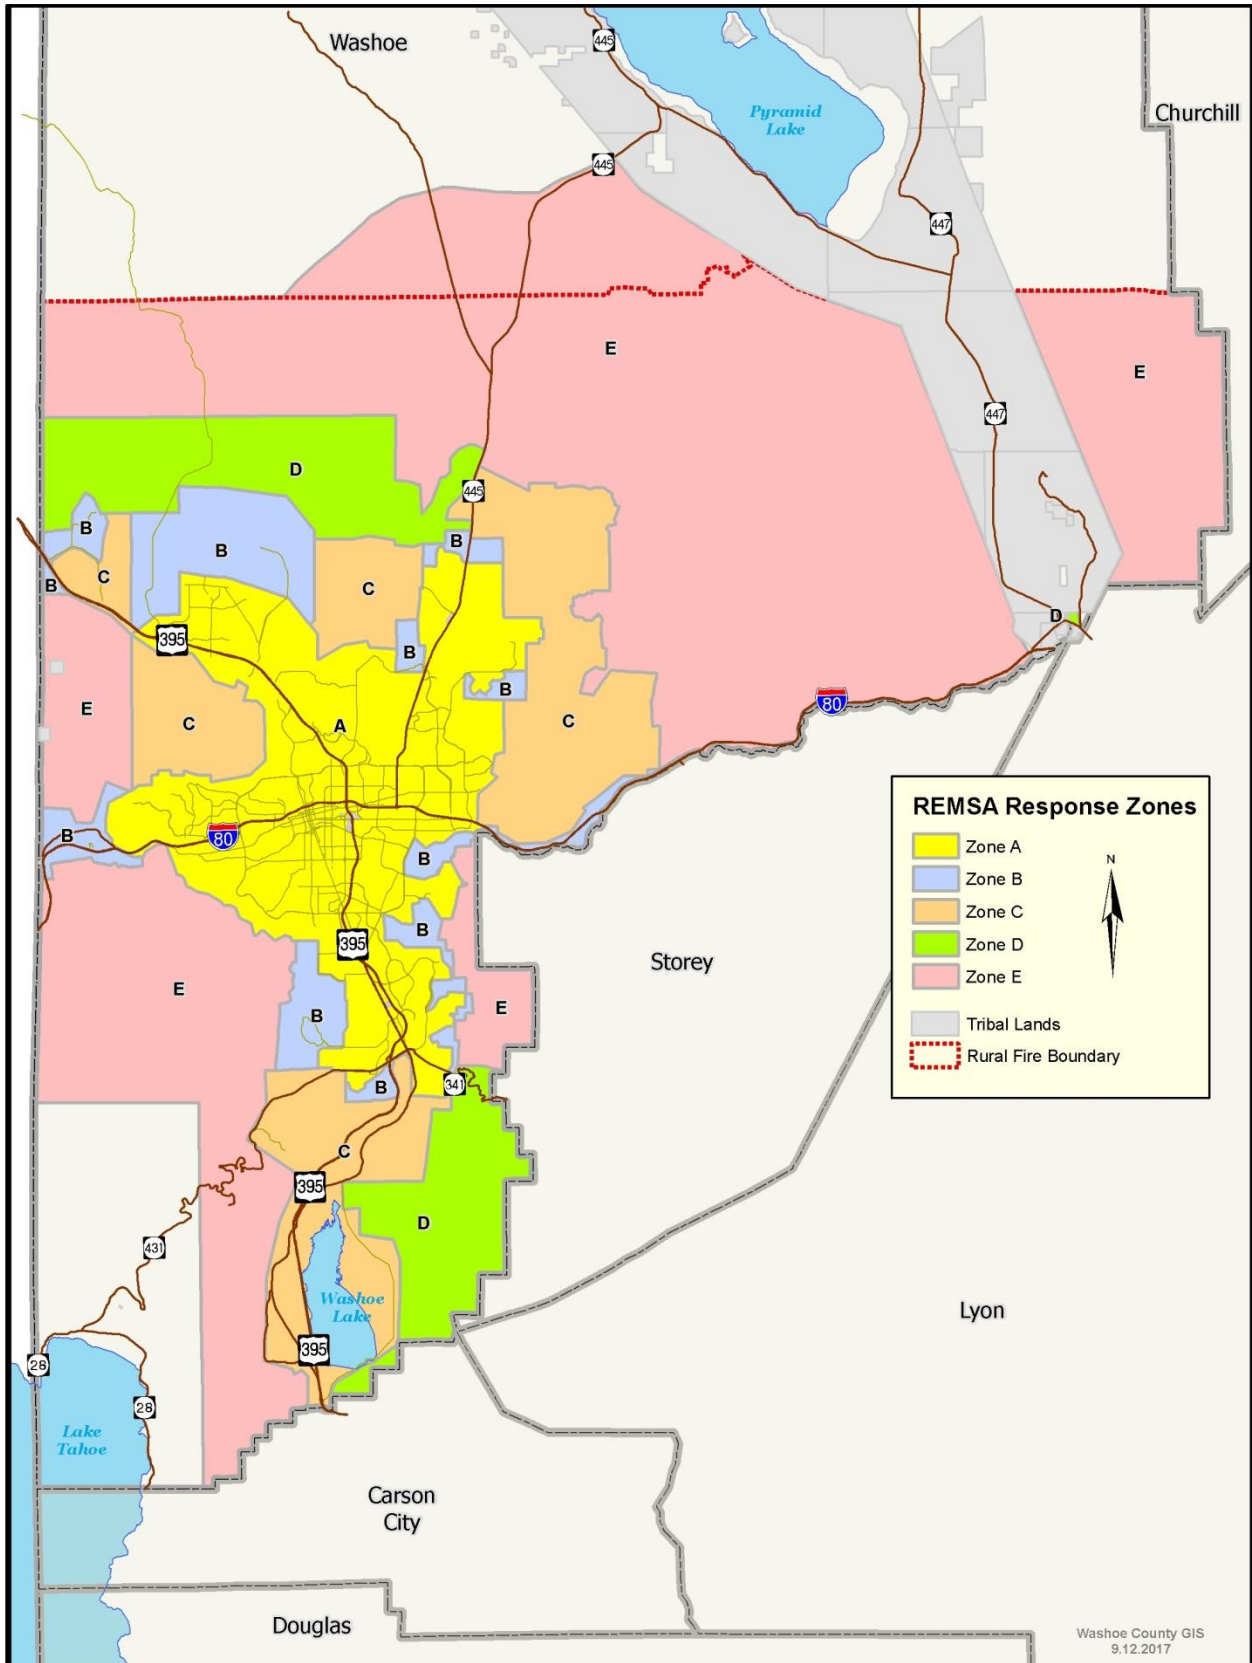 Washoe
445
Pyramid
Lake
Churchill
445
447
E
E
447
D
445
B
B
B
C
B
C
D
395
B
B
E
C
A
C
80
B
80
B
B
395
E
B
E
B
341
C
395
D
431
Washoe
Lake
395
28
28
Lake
Tahoe
Storey
REMSA Response Zones
Zone A
Zone B
Zone C
Zone D
Zone E
Tribal Lands
Rural Fire Boundary
N
Lyon
Carson
City
Douglas
Washoe County GIS
9.12.2017